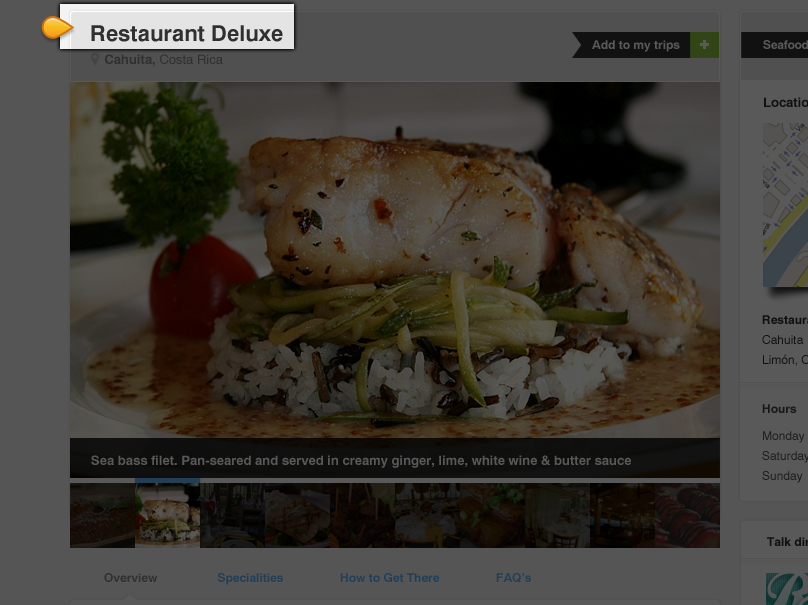 Restaurant Deluxe
Cahuita, Costa Rica
Add to my trips +
Seafood
Locatio
Sea bass filet. Pan-seared and served in creamy ginger, lime, white wine & butter sauce
Restaur
Cahuita
Limón, C
Hours
Monday
Saturday
Sunday
Talk di
Overview
Specialities
How to Get There
FAQ's